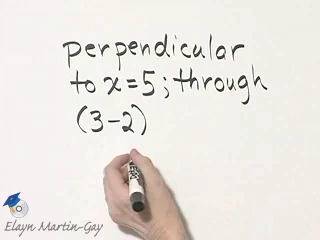 perpendicular
to x=5; through
(3-2)
Elayn Martin-Gay